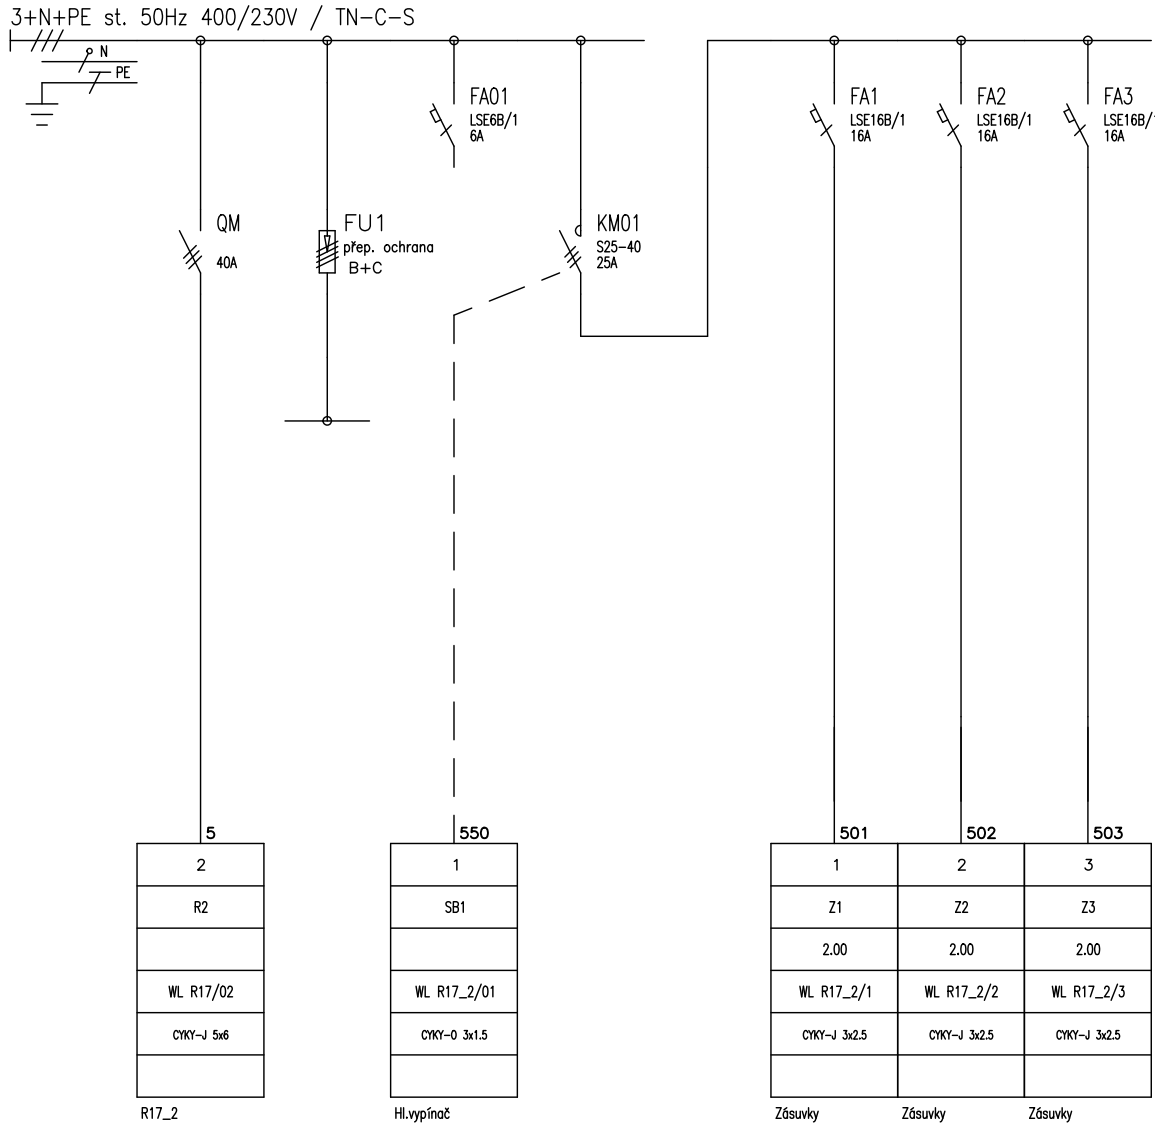 3+N+PE st. 50Hz 400/230V / TN-C-S
N
PE
FA01
LSE6B/1
6A
FA1
LSE16B/1
16A
FA2
LSE16B/1
16A
FA3
LSE16B/1
16A
QM
40A
FU1
přep. ochrana
B+C
KM01
S25-40
25A
5
550
501
502
503
2
1
1
2
3
R2
SB1
Z1
Z2
Z3
2.00
2.00
2.00
WL R17/02
WL R17_2/01
WL R17_2/1
WL R17_2/2
WL R17_2/3
CYKY-J 5x6
CYKY-O 3x1.5
CYKY-J 3x2.5
CYKY-J 3x2.5
CYKY-J 3x2.5
R17_2
Hl.vypínač
Zásuvky
Zásuvky
Zásuvky